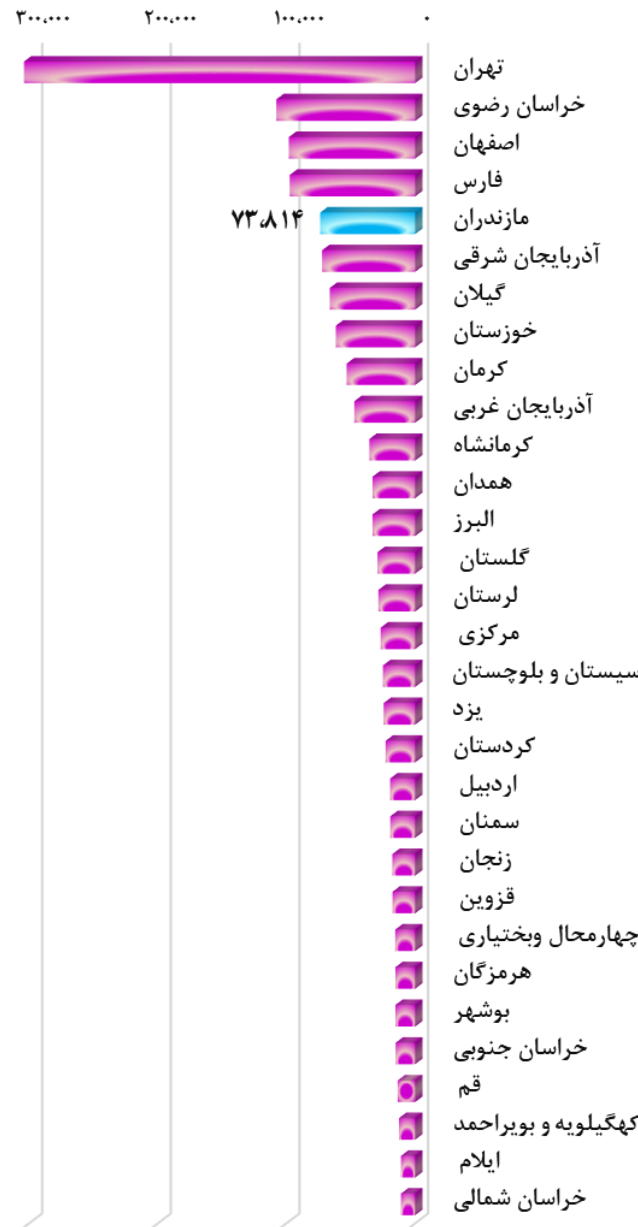 ۳۰۰,۰۰۰ ۲۰۰,۰۰۰ ۱۰۰,۰۰۰ ۰
تهران
خراسان رضوی
اصفهان
فارس
مازندران ۷۳,۸۱۴
آذربایجان شرقی
گیلان
خوزستان
کرمان
آذربایجان غربی
کرمانشاه
همدان
البرز
گلستان
لرستان
مرکزی
سیستان و بلوچستان
یزد
کردستان
اردبیل
سمنان
زنجان
قزوین
چهارمحال وبختیاری
هرمزگان
بوشهر
خراسان جنوبی
قم
کهگیلویه و بویراحمد
ایلام
خراسان شمالی